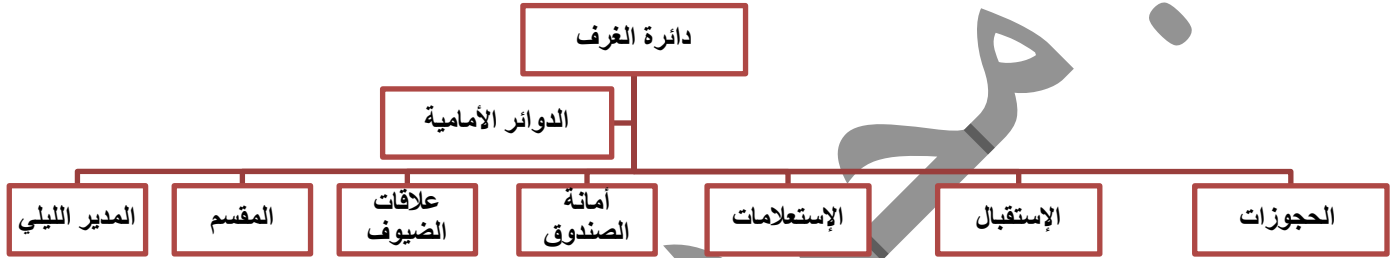 دائرة الغرف
الدوائر الأمامية
الحجوزات
الإستقبال
الإستعلامات
أمانة
الصندوق
علاقات
الضيوف
المقسم
المدير الليلي